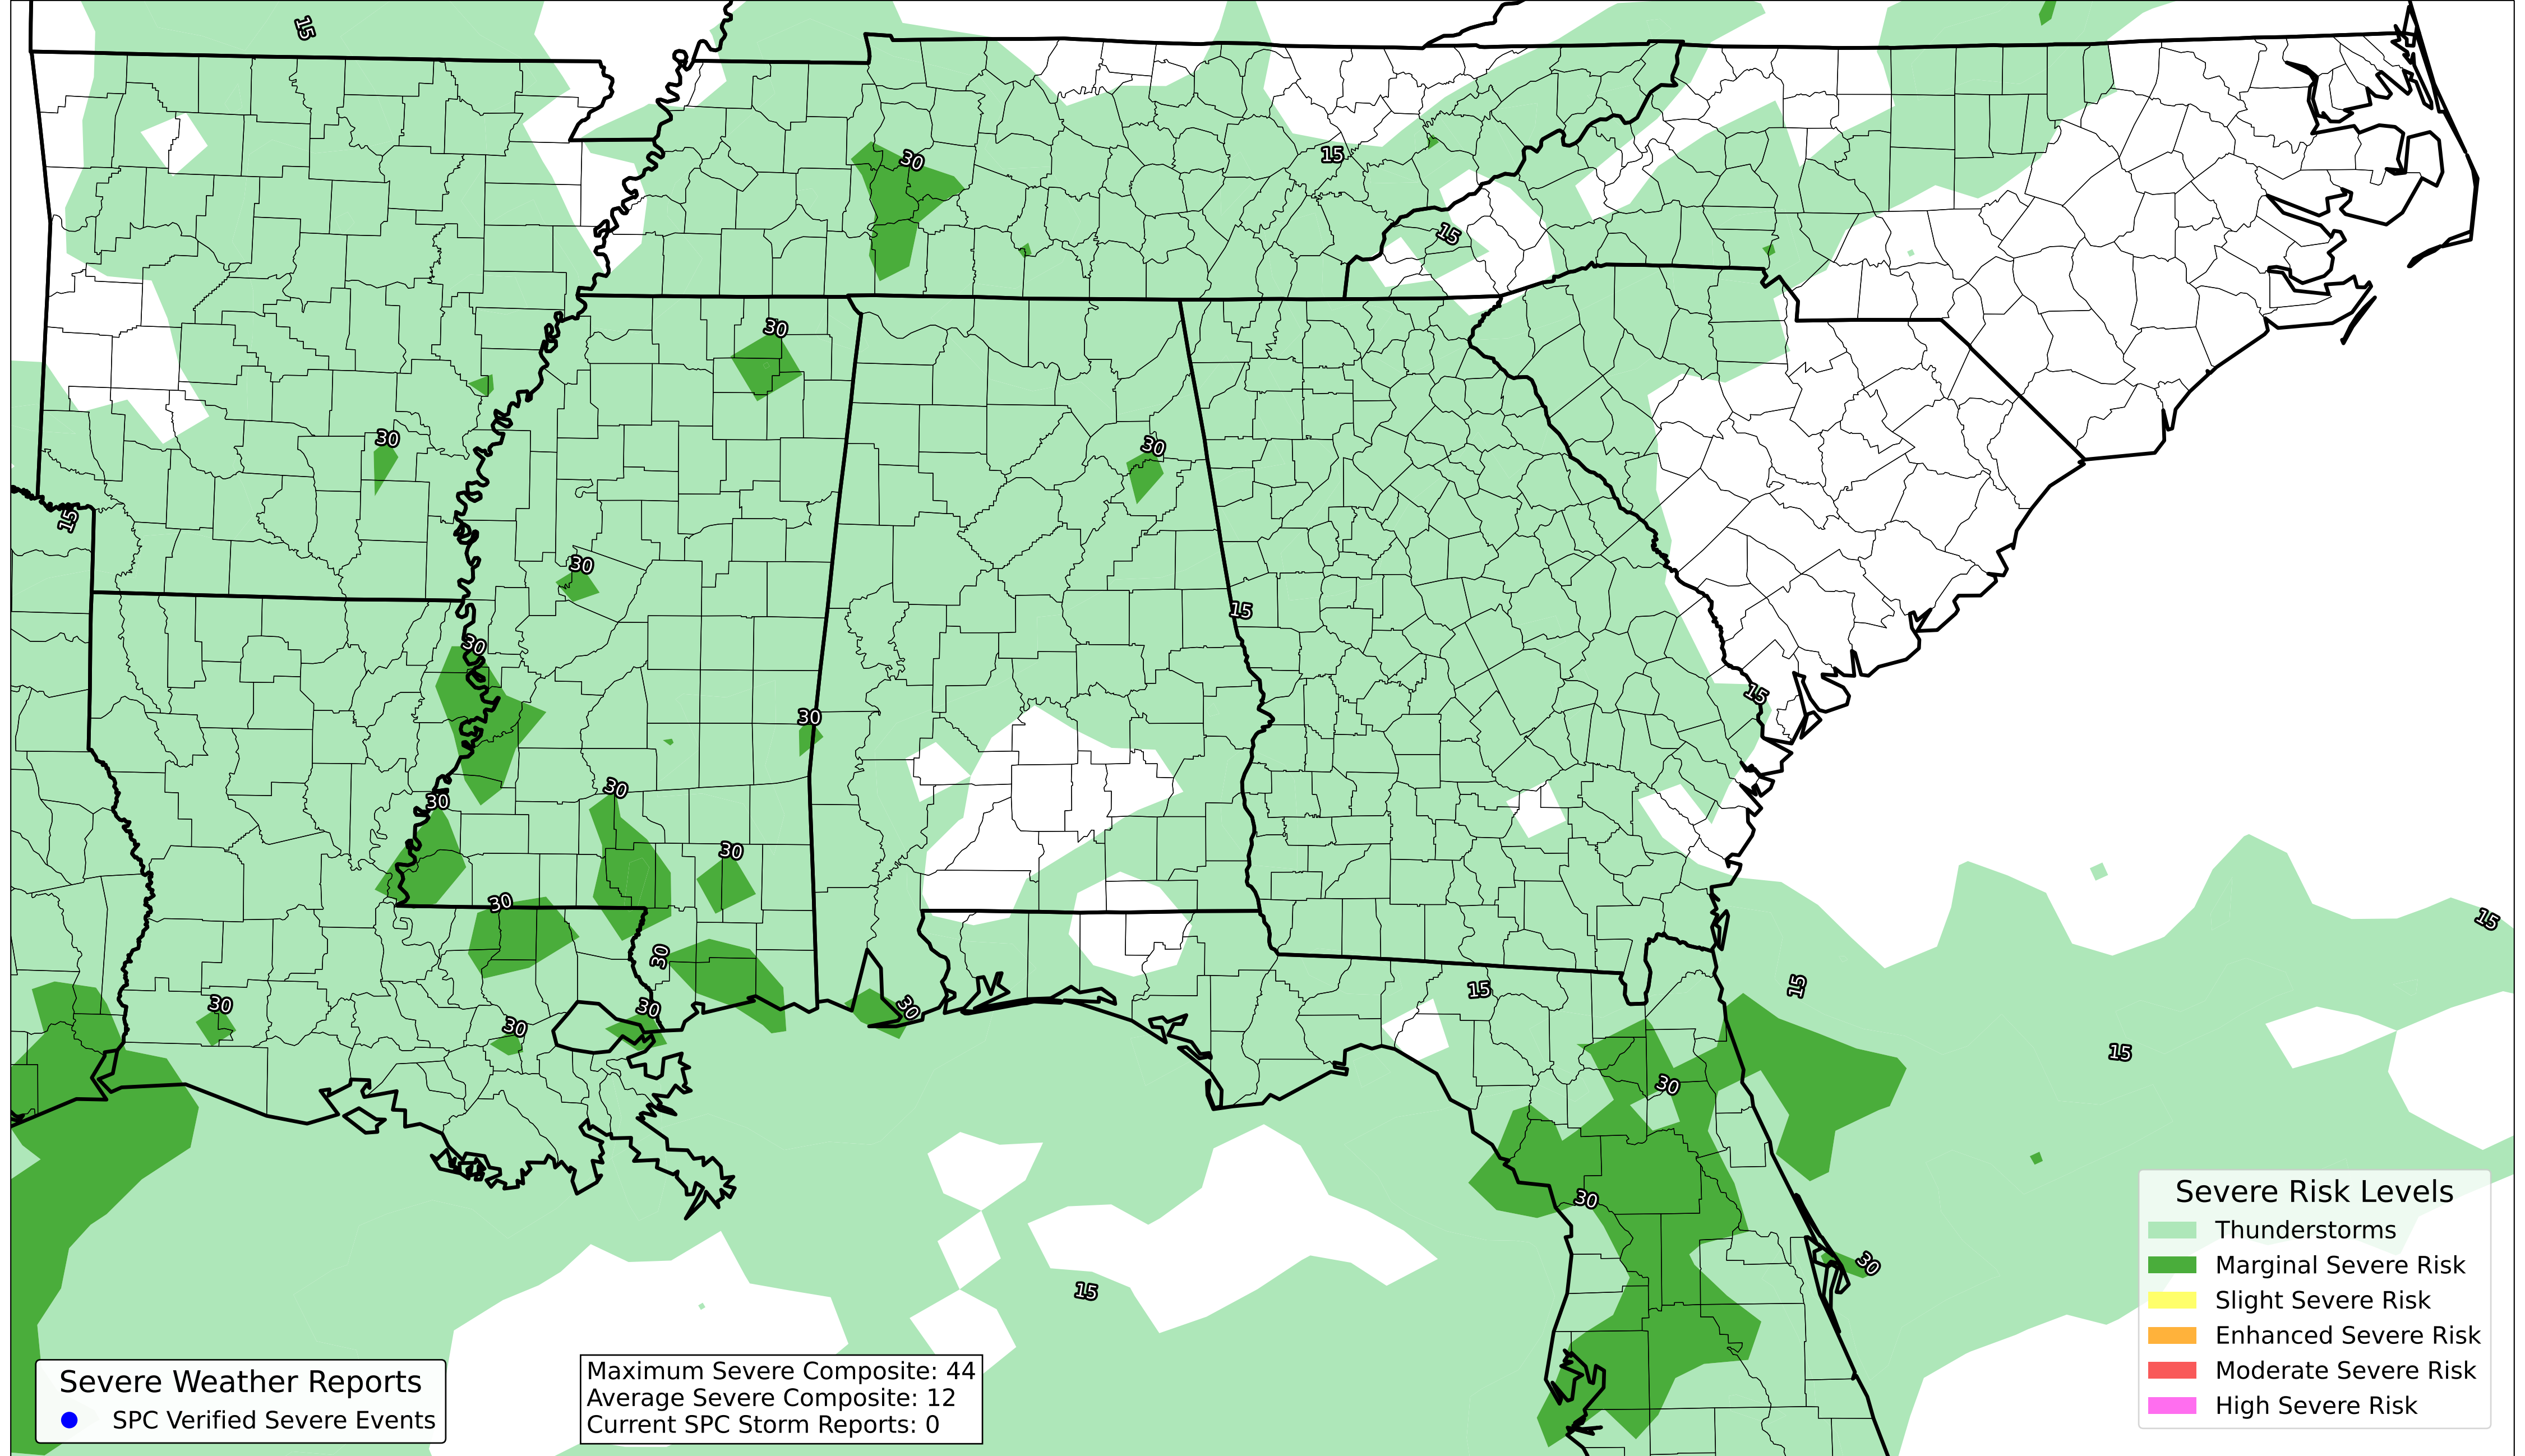 15
30
15
15
30
30
30
15
30
30
15
30
15
30
30
30
30
30
15
30
15
30
15
30
30
30
15
30
30
30
15
Severe Risk Levels
Thunderstorms
Marginal Severe Risk
Slight Severe Risk
Enhanced Severe Risk
Moderate Severe Risk
High Severe Risk
Severe Weather Reports
SPC Verified Severe Events
Maximum Severe Composite: 44
Average Severe Composite: 12
Current SPC Storm Reports: 0